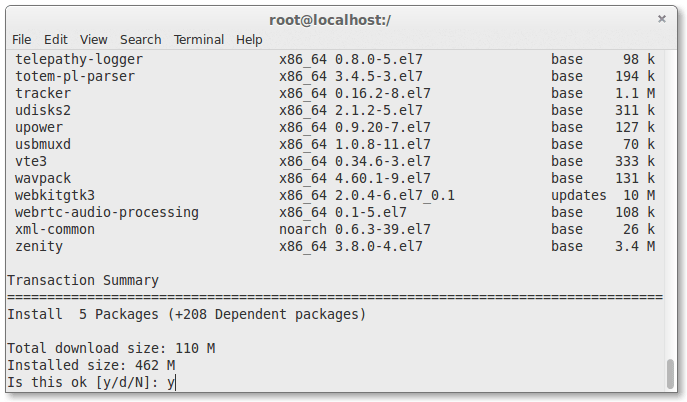 root@localhost:/
File Edit View Search Terminal Help
telepathy-logger x86_64 0.8.0-5.el7 base 98 k
totem-pl-parser x86_64 3.4.5-3.el7 base 194 k
tracker x86_64 0.16.2-8.el7 base 1.1 M
udisks2 x86_64 2.1.2-5.el7 base 311 k
upower x86_64 0.9.20-7.el7 base 127 k
usbmuxd x86_64 1.0.8-11.el7 base 70 k
vte3 x86_64 0.34.6-3.el7 base 333 k
wavpack x86_64 4.60.1-9.el7 base 131 k
webkitgtk3 x86_64 2.0.4-6.el7_0.1 updates 10 M
webrtc-audio-processing x86_64 0.1-5.el7 base 108 k
xml-common noarch 0.6.3-39.el7 base 26 k
zenity x86_64 3.8.0-4.el7 base 3.4 M
Transaction Summary
================================================================================
Install  5 Packages (+208 Dependent packages)
Total download size: 110 M
Installed size: 462 M
Is this ok [y/d/N]: y